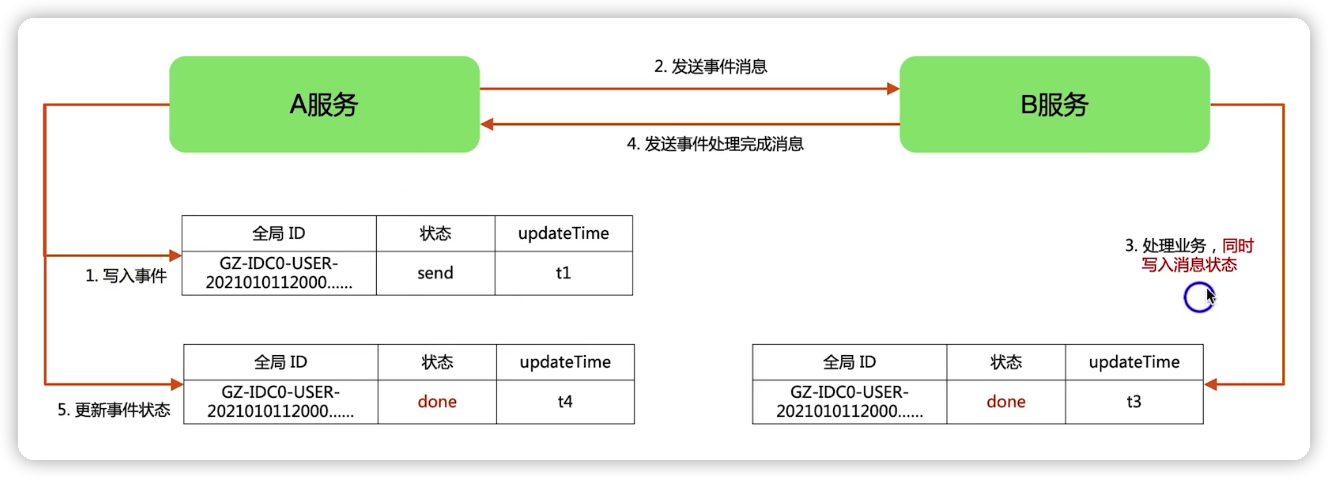 A服务
2. 发送事件消息
B服务
4. 发送事件处理完成消息
全局 ID 状态 updateTime
GZ-IDC0-USER-
2021010112000...... send t1
1. 写入事件
3. 处理业务，同时
写入消息状态
全局 ID 状态 updateTime
GZ-IDC0-USER-
2021010112000...... done t4
5. 更新事件状态
全局 ID 状态 updateTime
GZ-IDC0-USER-
2021010112000...... done t3